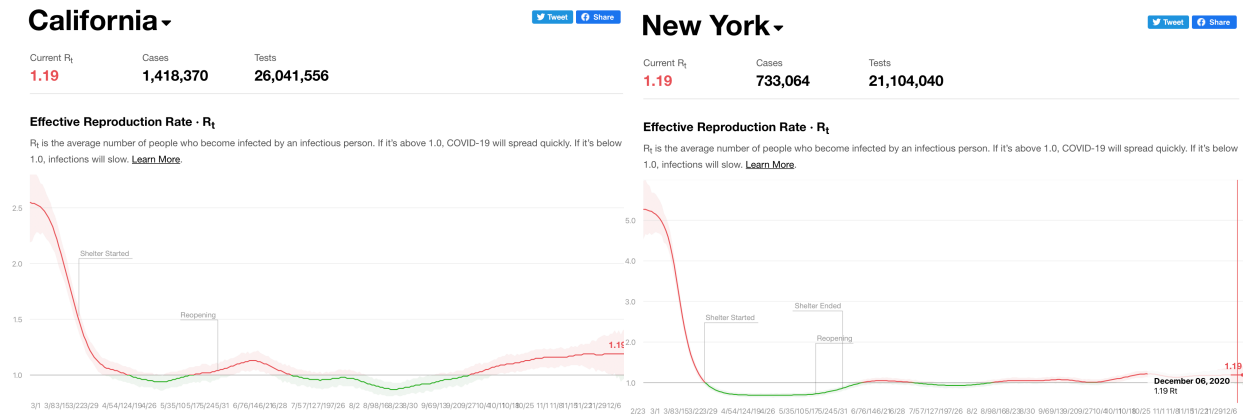 California
Tweet
Share
Current Rt
Cases
Tests
1.19
1,418,370
26,041,556
Effective Reproduction Rate · Rt
Rt is the average number of people who become infected by an infectious person. If it's above 1.0, COVID-19 will spread quickly. If it's below
1.0, infections will slow. Learn More.
2.5
Shelter Started
2.0
Reopening
1.5
1.19
1.0
3/1
New York
Tweet
Share
Current Rt
Cases
Tests
1.19
733,064
21,104,040
Effective Reproduction Rate · Rt
Rt is the average number of people who become infected by an infectious person. If it's above 1.0, COVID-19 will spread quickly. If it's below
1.0, infections will slow. Learn More.
5.0
4.0
3.0
Shelter Ended
Shelter Started
Reopening
2.0
1.19
1.0
December 06, 2020
1.19 Rt
2/23 3/1